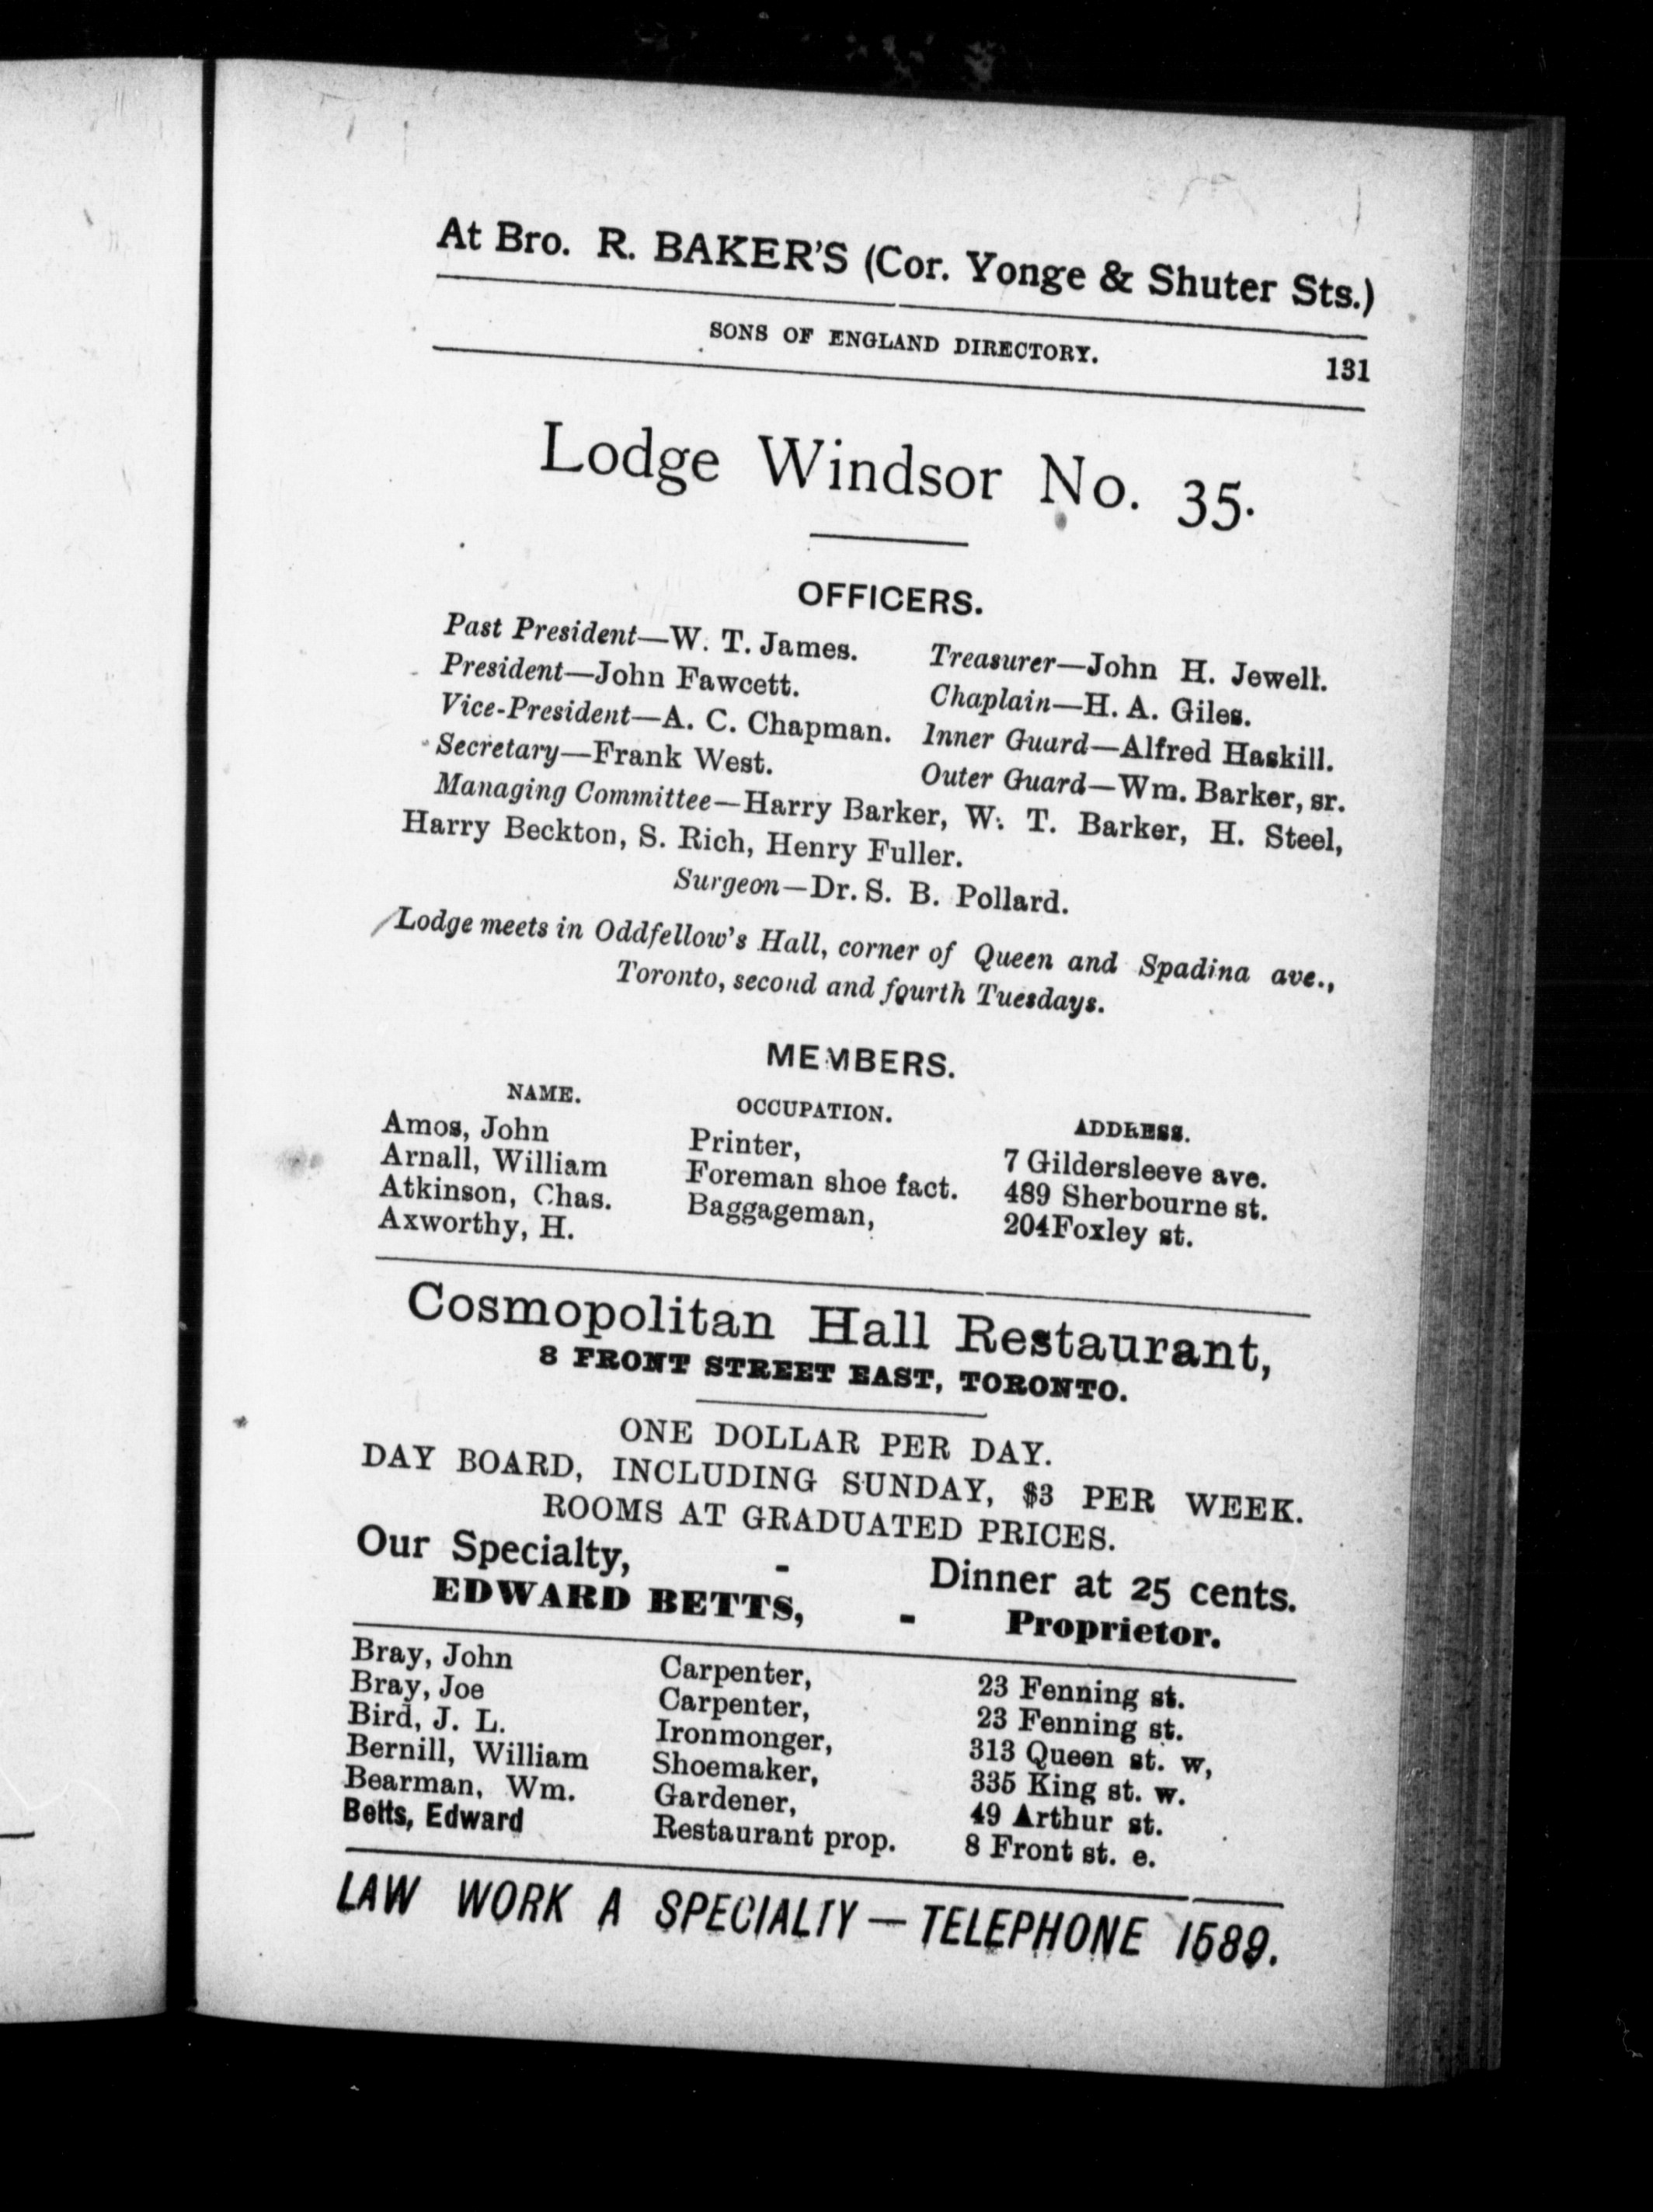 At Bro. R. BAKER'S (Cor. Yonge & Shuter Sts.)
SONS OF ENGLAND DIRECTORY. 131
Lodge Windsor No. 35.
OFFICERS.
Past President—W. T. James. Treasurer—John H. Jewell.
President—John Fawcett. Chaplain—H. A. Giles.
Vice-President—A. C. Chapman. Inner Guard—Alfred Haskill.
Secretary—Frank West. Outer Guard—Wm. Barker, sr.
Managing Committee—Harry Barker, W. T. Barker, H. Steel,
Harry Beckton, S. Rich, Henry Fuller.
Surgeon—Dr. S. B. Pollard.
Lodge meets in Oddfellow's Hall, corner of Queen and Spadina ave.,
Toronto, second and fourth Tuesdays.
MEMBERS.
NAME. OCCUPATION. ADDRESS.
Amos, John Printer, 7 Gildersleeve ave.
Arnall, William Foreman shoe fact. 489 Sherbourne st.
Atkinson, Chas. Baggageman, 204 Foxley st.
Axworthy, H.
Cosmopolitan Hall Restaurant,
8 FRONT STREET EAST, TORONTO.
ONE DOLLAR PER DAY.
DAY BOARD, INCLUDING SUNDAY, $3 PER WEEK.
ROOMS AT GRADUATED PRICES.
Our Specialty, - Dinner at 25 cents.
EDWARD BETTS, - Proprietor.
Bray, John Carpenter, 23 Fenning st.
Bray, Joe Carpenter, 23 Fenning st.
Bird, J. L. Ironmonger, 313 Queen st. w,
Bernill, William Shoemaker, 335 King st. w.
Bearman, Wm. Gardener, 49 Arthur st.
Betts, Edward Restaurant prop. 8 Front st. e.
LAW WORK A SPECIALTY — TELEPHONE 1689.